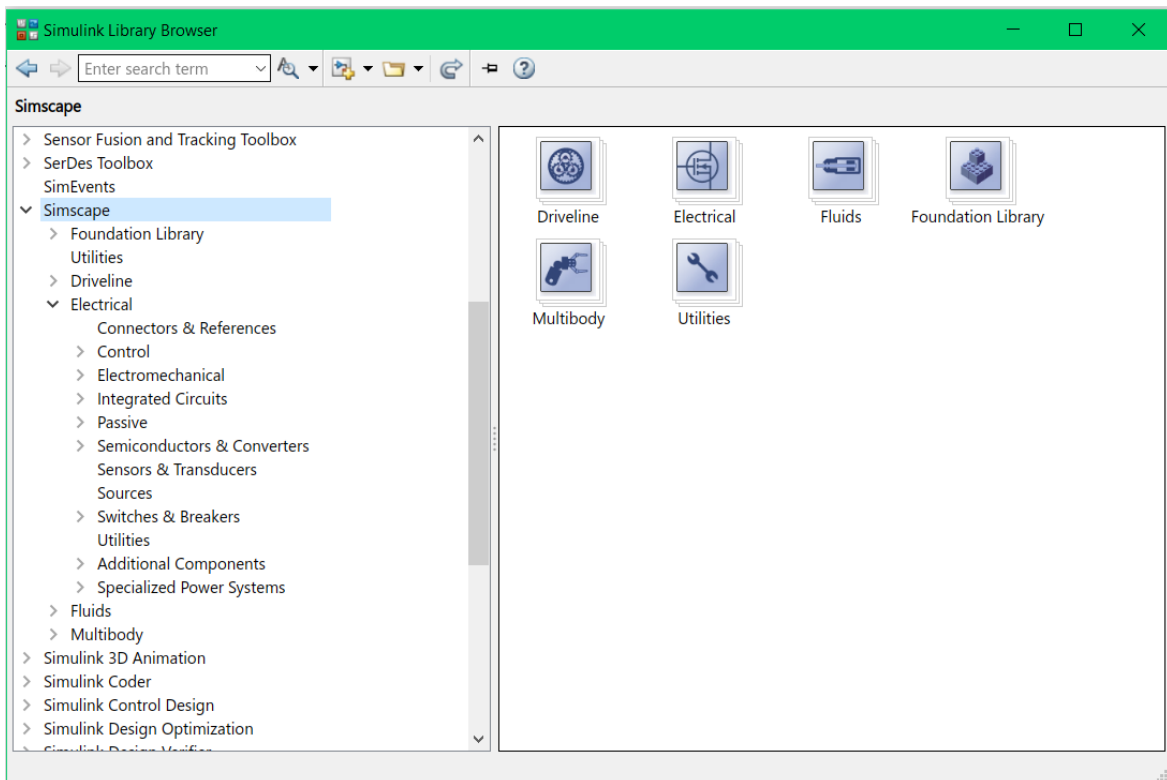 Simulink Library Browser
Enter search term
Simscape
Sensor Fusion and Tracking Toolbox
SerDes Toolbox
SimEvents
Simscape
Foundation Library
Utilities
Driveline
Electrical
Connectors & References
Control
Electromechanical
Integrated Circuits
Passive
Semiconductors & Converters
Sensors & Transducers
Sources
Switches & Breakers
Utilities
Additional Components
Specialized Power Systems
Fluids
Multibody
Simulink 3D Animation
Simulink Coder
Simulink Control Design
Simulink Design Optimization
Simulink Design Verifier
Driveline Electrical Fluids Foundation Library
Multibody Utilities